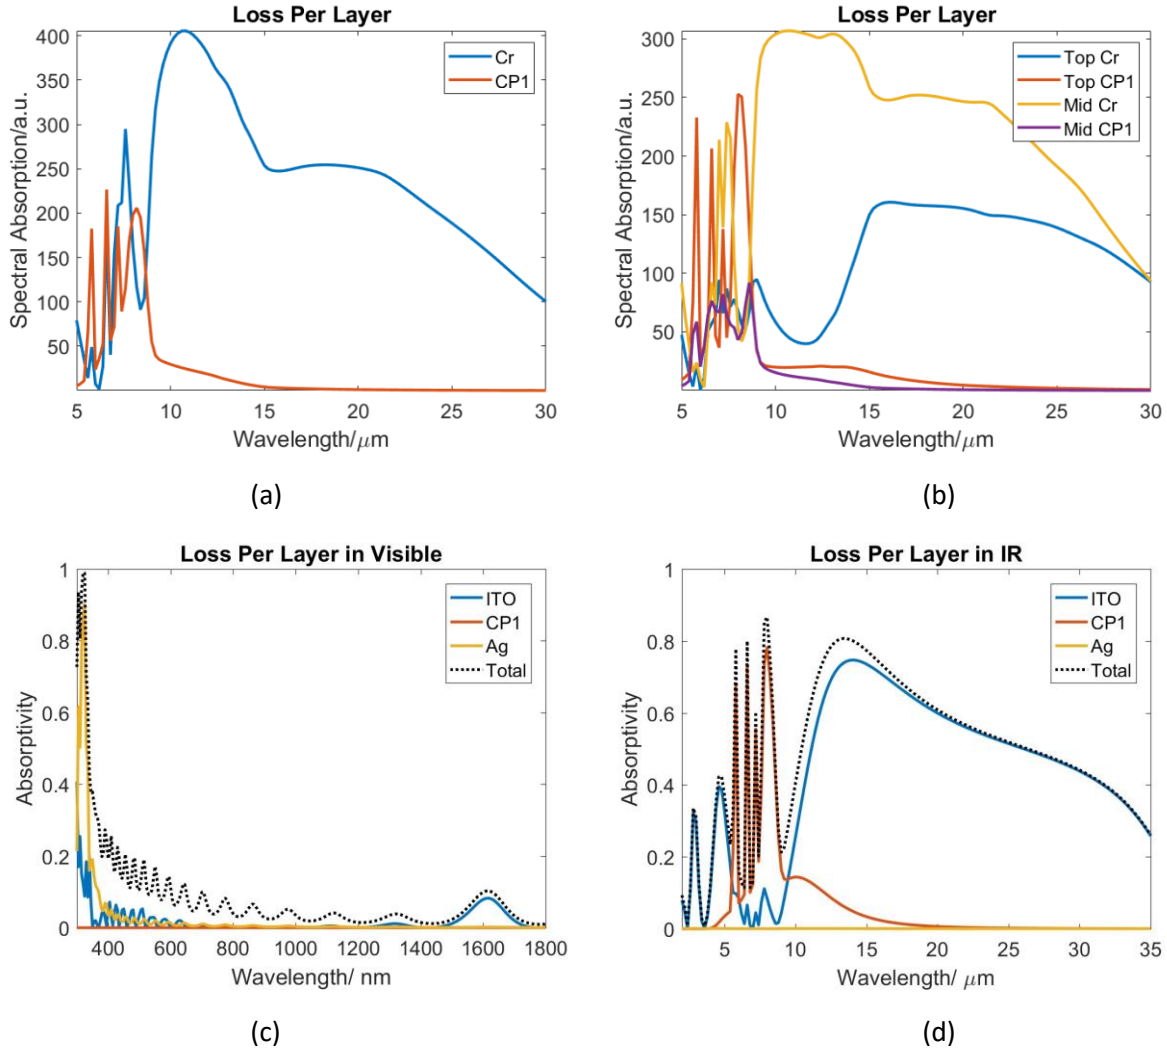 Loss Per Layer
Spectral Absorption/a.u.
400
350
300
250
200
150
100
50
5
10
15
20
25
30
Wavelength/ μm
Cr
CP1
(a)
Loss Per Layer
Spectral Absorption/a.u.
300
250
200
150
100
50
5
10
15
20
25
30
Wavelength/ μm
Top Cr
Top CP1
Mid Cr
Mid CP1
(b)
Loss Per Layer in Visible
Absorptivity
1
0.8
0.6
0.4
0.2
0
400
600
800
1000
1200
1400
1600
1800
Wavelength/ nm
ITO
CP1
Ag
Total
(c)
Loss Per Layer in IR
Absorptivity
1
0.8
0.6
0.4
0.2
0
5
10
15
20
25
30
35
Wavelength/ μm
ITO
CP1
Ag
Total
(d)